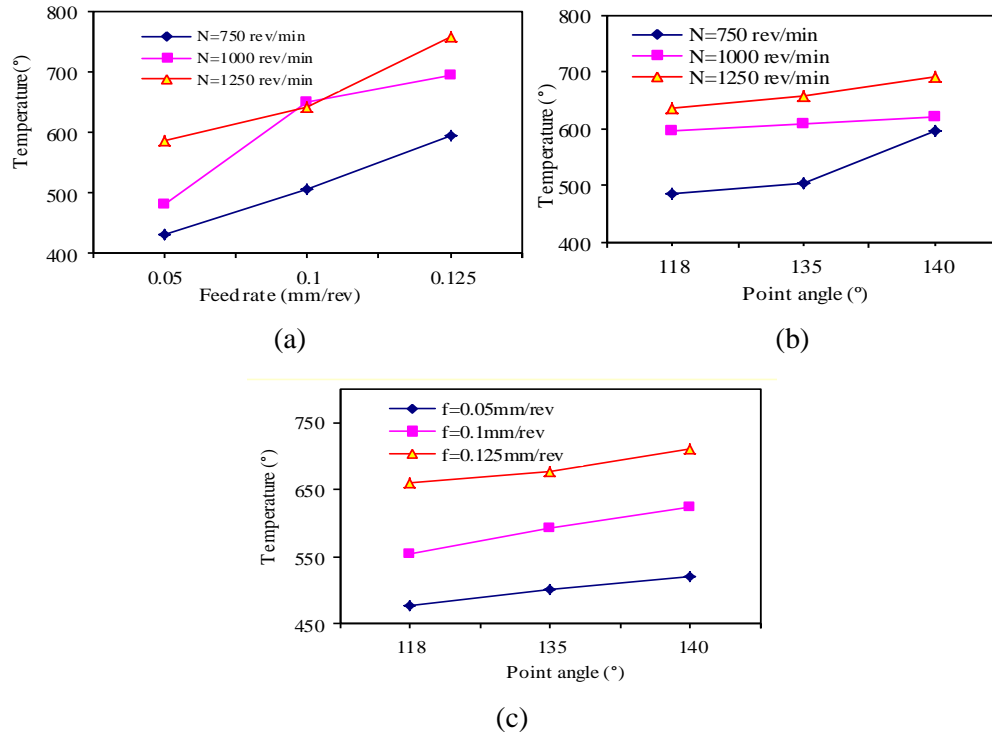 800
700
600
500
400
Temperature(°)
N=750 rev/min
N=1000 rev/min
N=1250 rev/min
0.05 0.1 0.125
Feed rate (mm/rev)
(a)
800
700
600
500
400
Temperature (°)
N=750 rev/min
N=1000 rev/min
N=1250 rev/min
118 135 140
Point angle (°)
(b)
750
650
550
450
Temperature (°)
f=0.05mm/rev
f=0.1mm/rev
f=0.125mm/rev
118 135 140
Point angle (°)
(c)